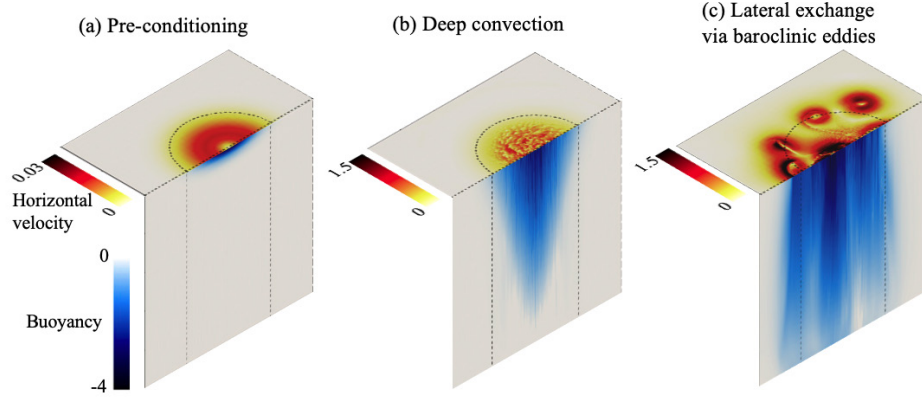 (a) Pre-conditioning
(b) Deep convection
(c) Lateral exchange
via baroclinic eddies
0.03
0
Horizontal
velocity
0
Buoyancy
-4
1.5
0
1.5
0